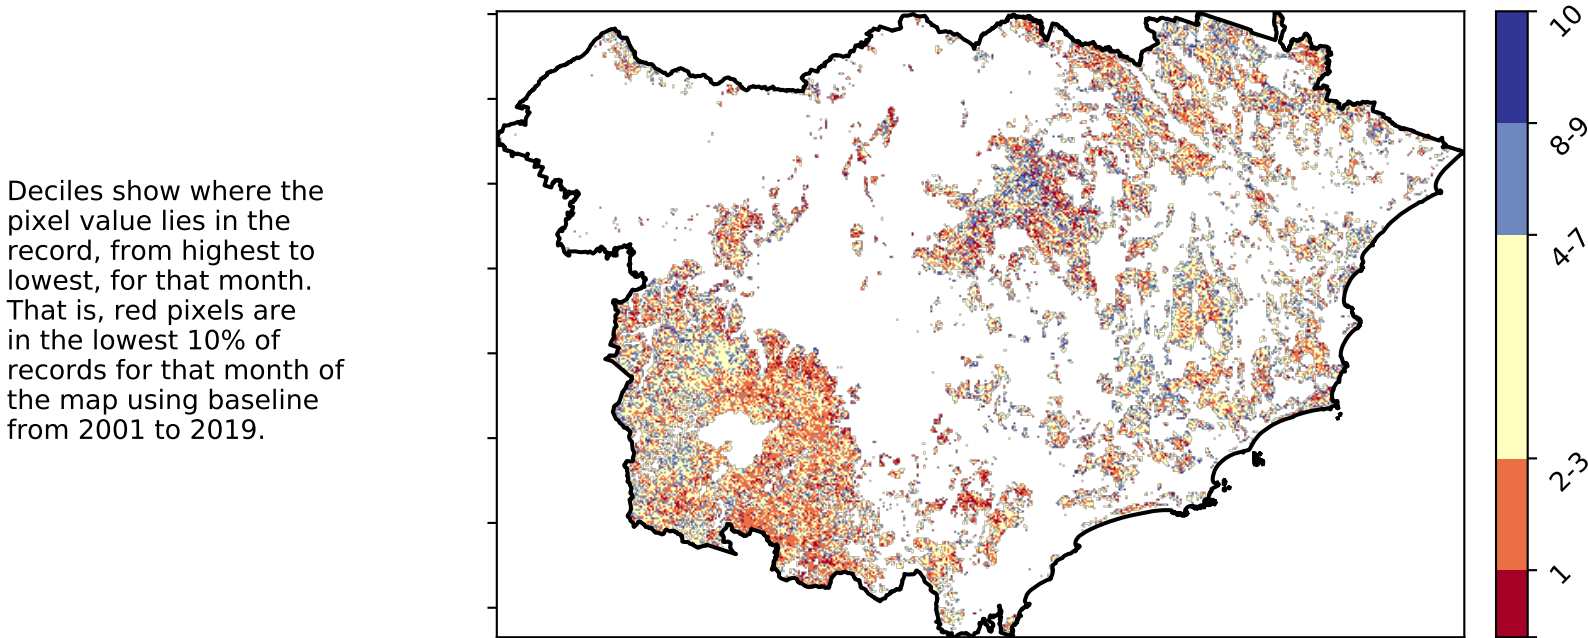 Deciles show where the
pixel value lies in the
record, from highest to
lowest, for that month.
That is, red pixels are
in the lowest 10% of
records for that month of
the map using baseline
from 2001 to 2019.
10
8-9
4-7
2-3
1